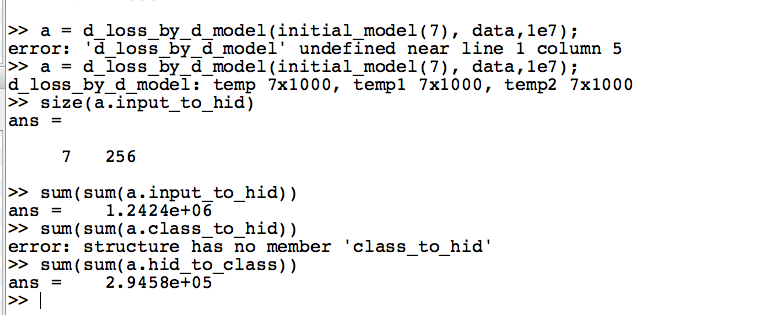 >> a = d_loss_by_d_model(initial_model(7), data,1e7);
error: 'd_loss_by_d_model' undefined near line 1 column 5
>> a = d_loss_by_d_model(initial_model(7), data,1e7);
d_loss_by_d_model: temp 7x1000, temp1 7x1000, temp2 7x1000
>> size(a.input_to_hid)
ans =
7 256
>> sum(sum(a.input_to_hid))
ans = 1.2424e+06
>> sum(sum(a.class_to_hid))
error: structure has no member 'class_to_hid'
>> sum(sum(a.hid_to_class))
ans = 2.9458e+05
>>